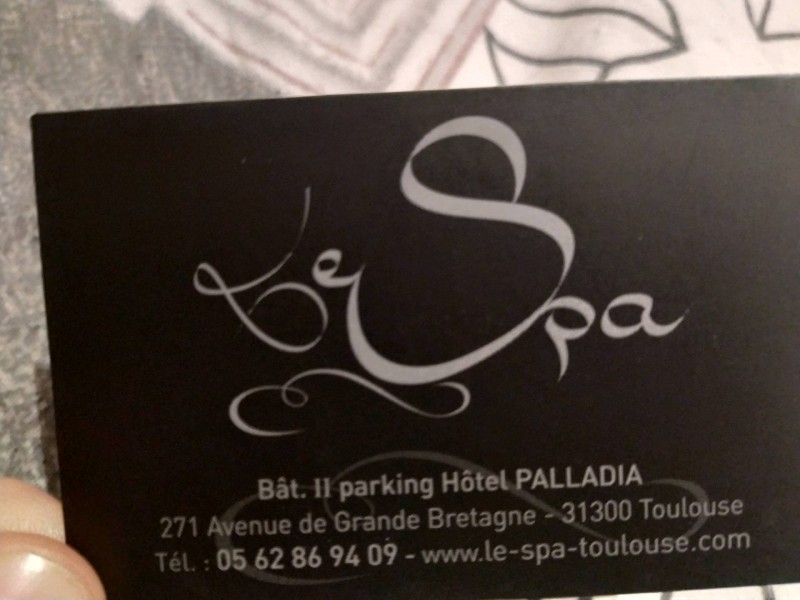 Le Spa
Bât. II parking Hôtel PALLADIA
271 Avenue de Grande Bretagne - 31300 Toulouse
Tél. : 05 62 86 94 09 - www.le-spa-toulouse.com